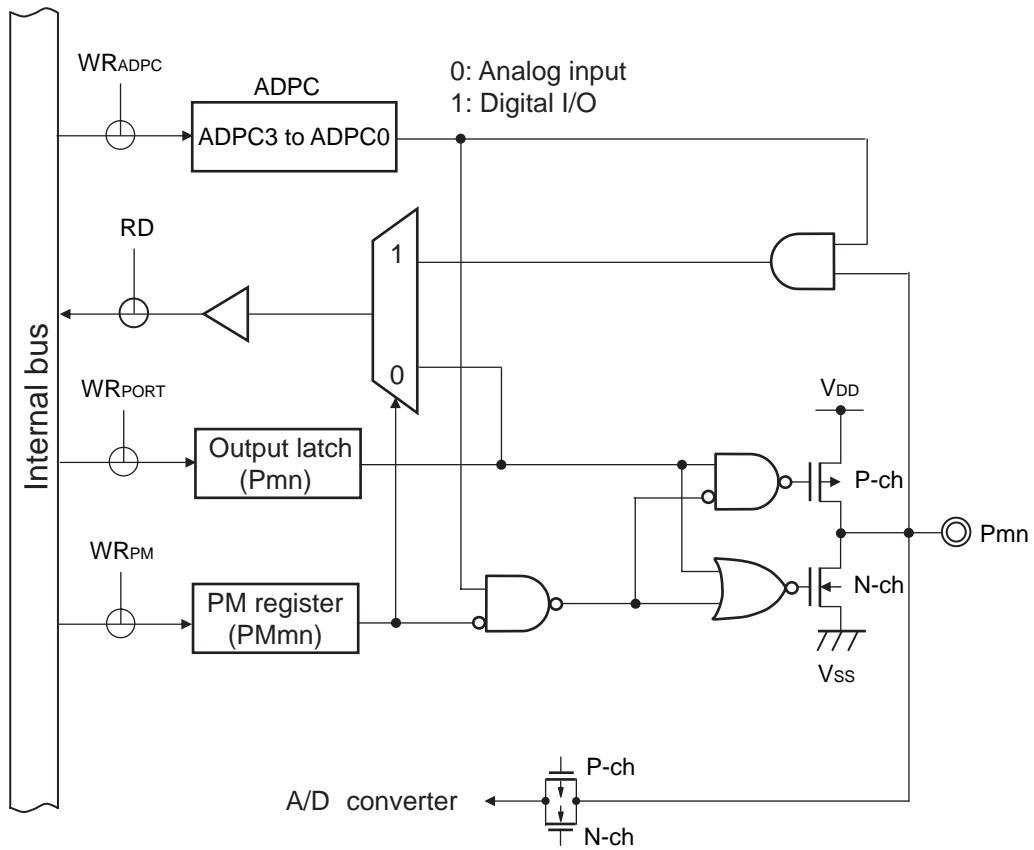 WRADPC
ADPC
0: Analog input
1: Digital I/O
ADPC3 to ADPC0
RD
1
0
Internal bus
WRPORT
Output latch
(Pmn)
VDD
P-ch
Pmn
N-ch
VSS
WRPM
PM register
(PMmn)
P-ch
A/D converter
N-ch